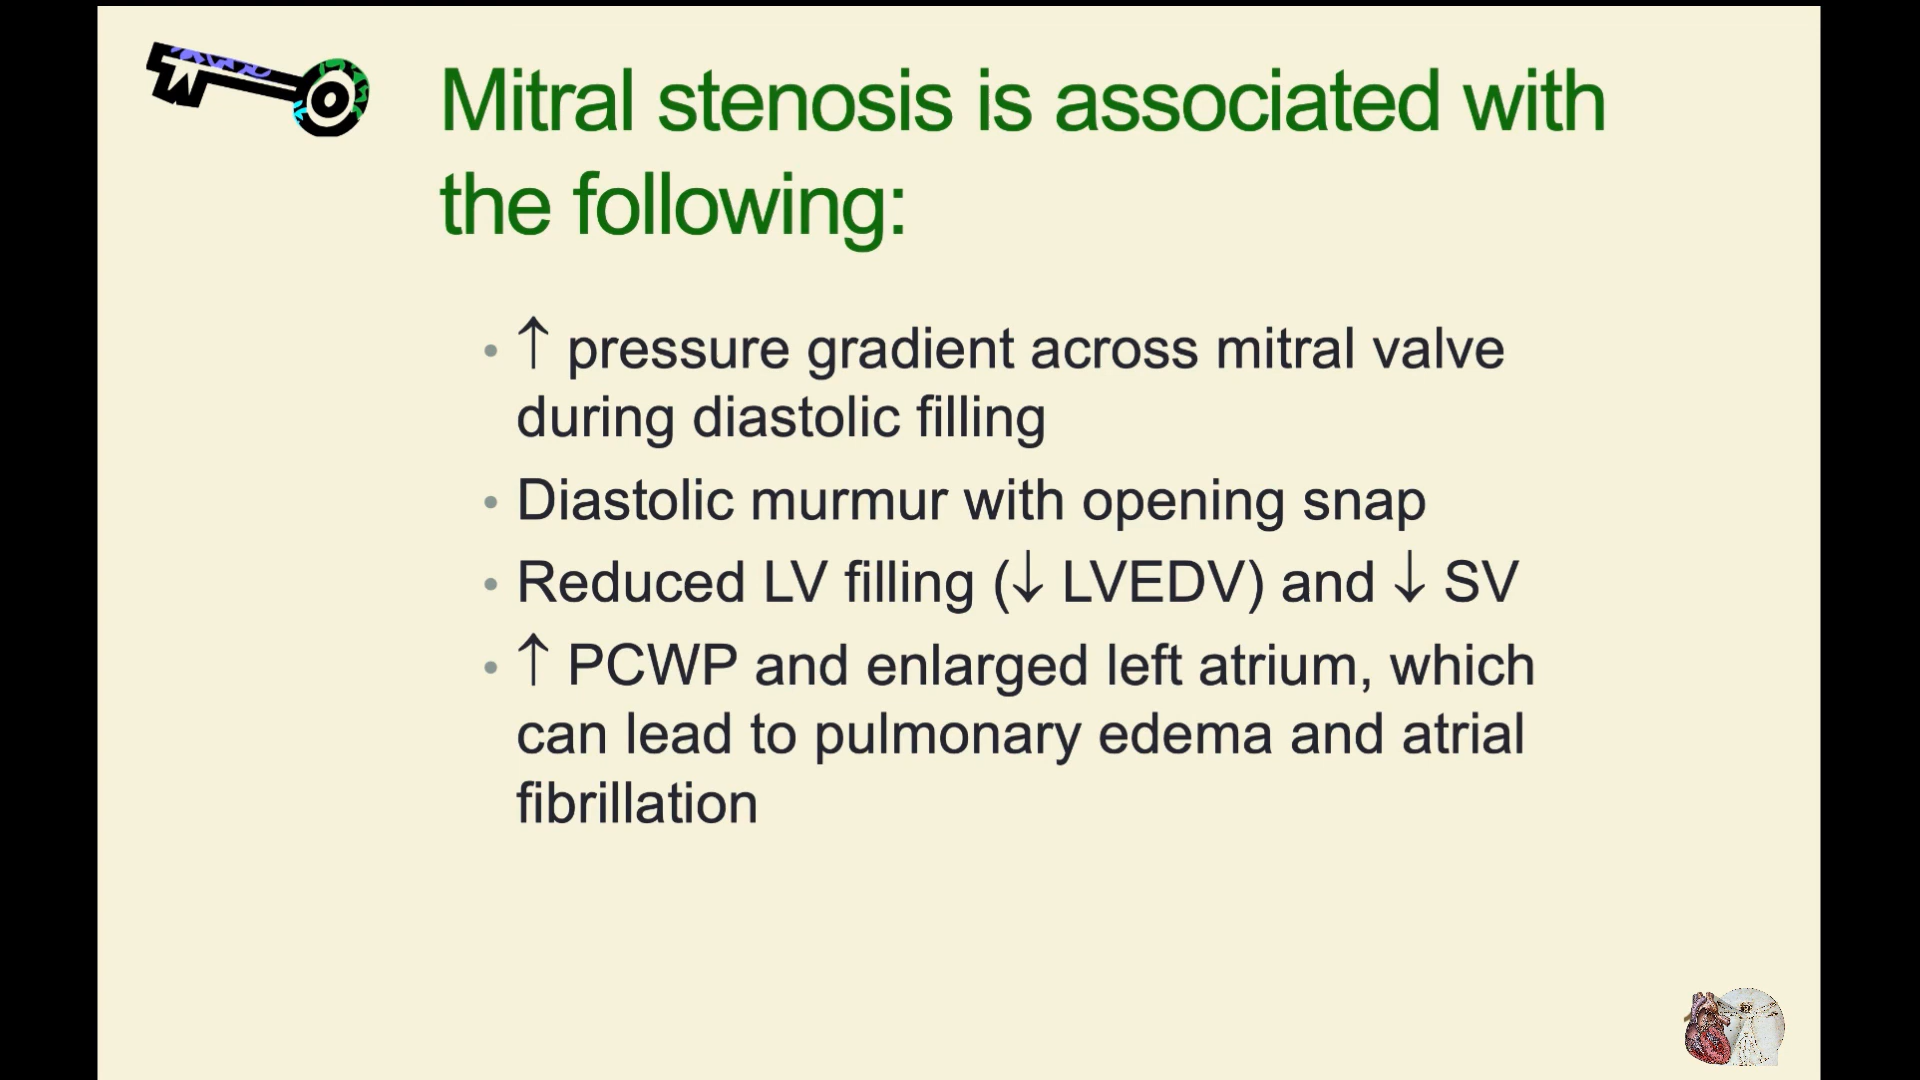 Mitral stenosis is associated with
the following:
• ↑ pressure gradient across mitral valve
during diastolic filling
• Diastolic murmur with opening snap
• Reduced LV filling (↓ LVEDV) and ↓ SV
• ↑ PCWP and enlarged left atrium, which
can lead to pulmonary edema and atrial
fibrillation